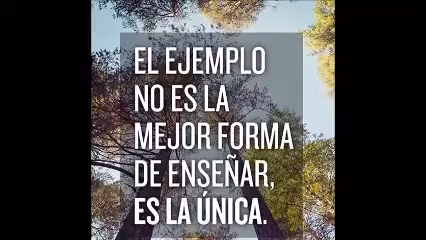 EL EJEMPLO
NO ES LA
MEJOR FORMA
DE ENSEÑAR,
ES LA ÚNICA.